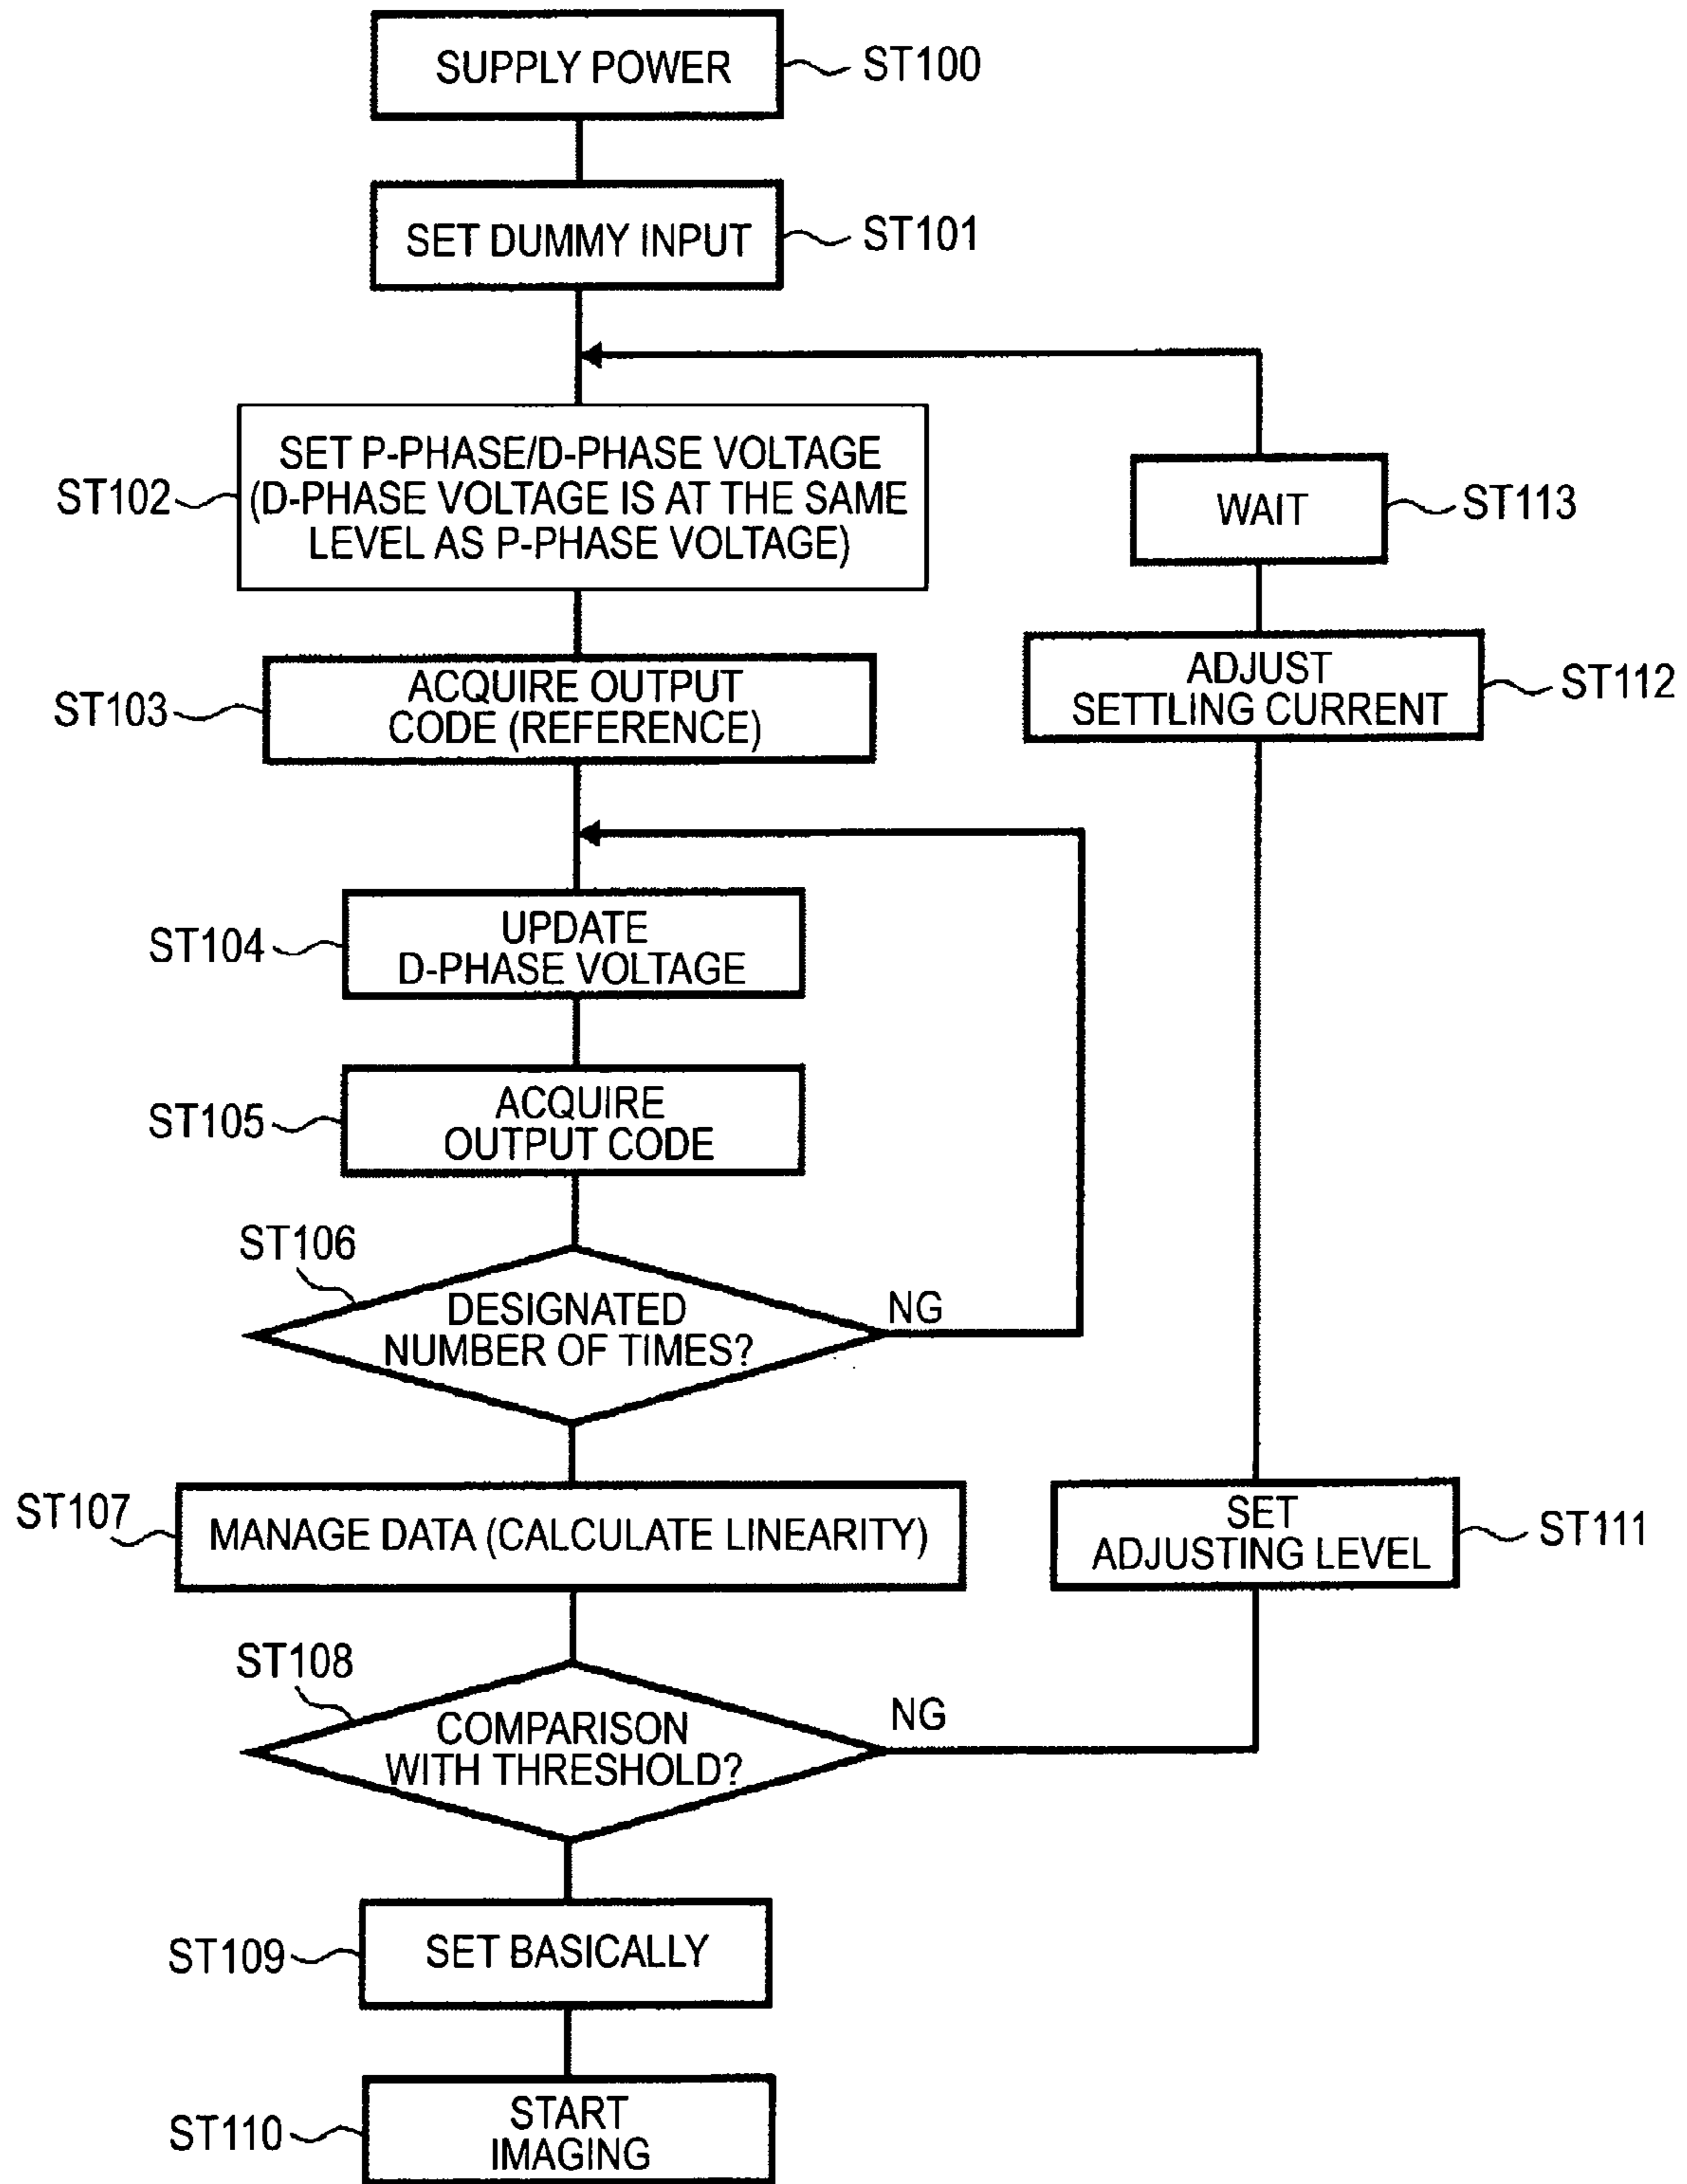 SUPPLY POWER
ST100
SET DUMMY INPUT
ST101
SET P-PHASE/D-PHASE VOLTAGE
(D-PHASE VOLTAGE IS AT THE SAME
LEVEL AS P-PHASE VOLTAGE)
ST102
WAIT
ST113
ACQUIRE OUTPUT
CODE (REFERENCE)
ST103
ADJUST
SETTLING CURRENT
ST112
UPDATE
D-PHASE VOLTAGE
ST104
ACQUIRE
OUTPUT CODE
ST105
ST106
DESIGNATED
NUMBER OF TIMES?
NG
ST107
MANAGE DATA (CALCULATE LINEARITY)
SET
ADJUSTING LEVEL
ST111
ST108
COMPARISON
WITH THRESHOLD?
NG
ST109
SET BASICALLY
ST110
START
IMAGING